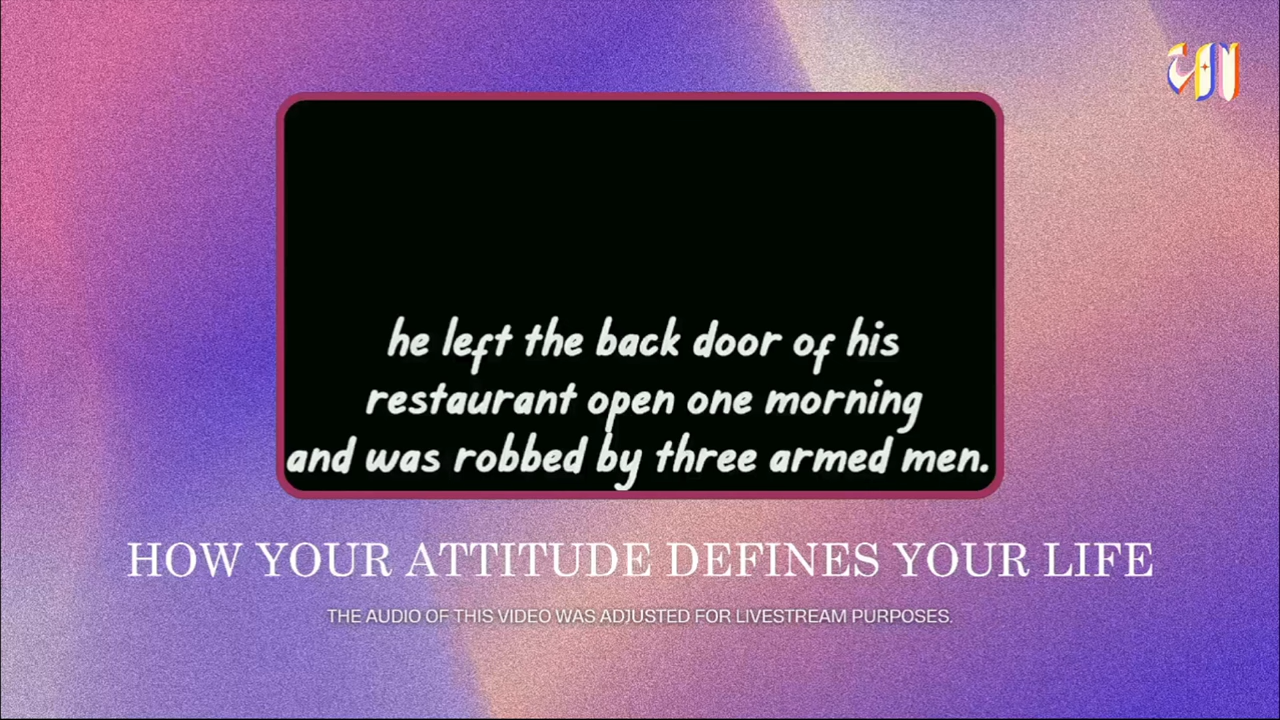 he left the back door of his
restaurant open one morning
and was robbed by three armed men.
HOW YOUR ATTITUDE DEFINES YOUR LIFE
THE AUDIO OF THIS VIDEO WAS ADJUSTED FOR LIVESTREAM PURPOSES.